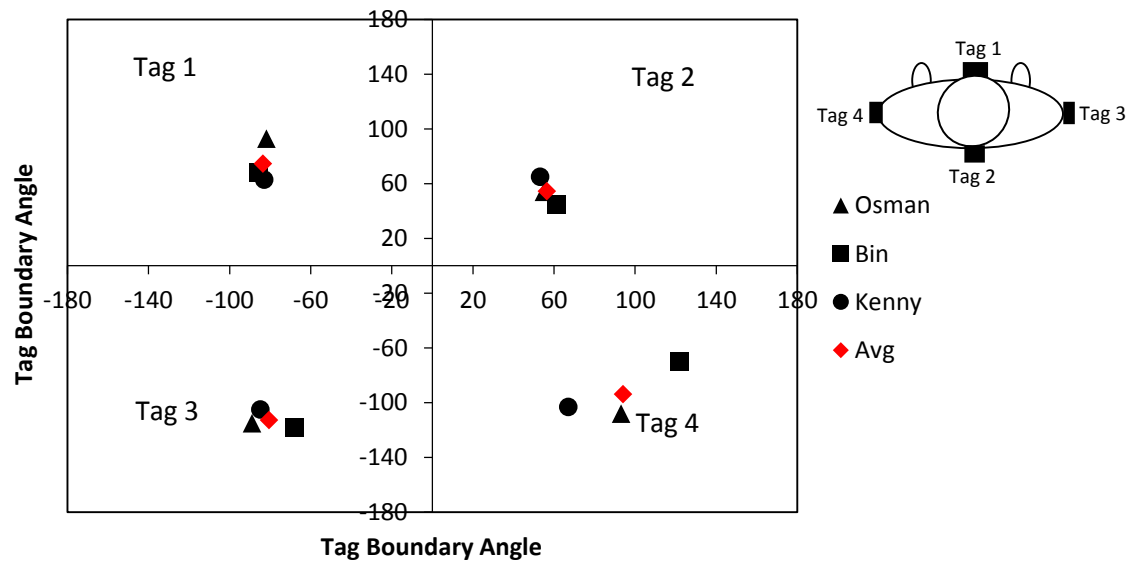 Tag Boundary Angle
180
140
100
60
20
-20
-60
-100
-140
-180
-180 -140 -100 -60 -20 20 60 100 140 180
Tag Boundary Angle
Tag 1
Tag 2
Tag 3
Tag 4
Tag 1
Tag 4
Tag 3
Tag 2
Osman
Bin
Kenny
Avg